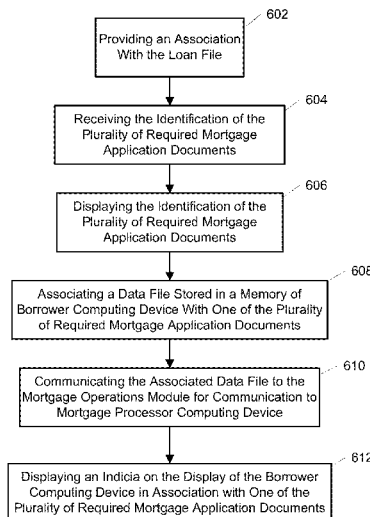 602
Providing an Association
With the Loan File
604
Receiving the Identification of the
Plurality of Required Mortgage
Application Documents
606
Displaying the Identification of the
Plurality of Required Mortgage
Application Documents
608
Associating a Data File Stored in a Memory of
Borrower Computing Device With One of the Plurality
of Required Mortgage Application Documents
610
Communicating the Associated Data File to the
Mortgage Operations Module for Communication to
Mortgage Processor Computing Device
612
Displaying an Indicia on the Display of the Borrower
Computing Device in Association with One of the
Plurality of Required Mortgage Application Documents